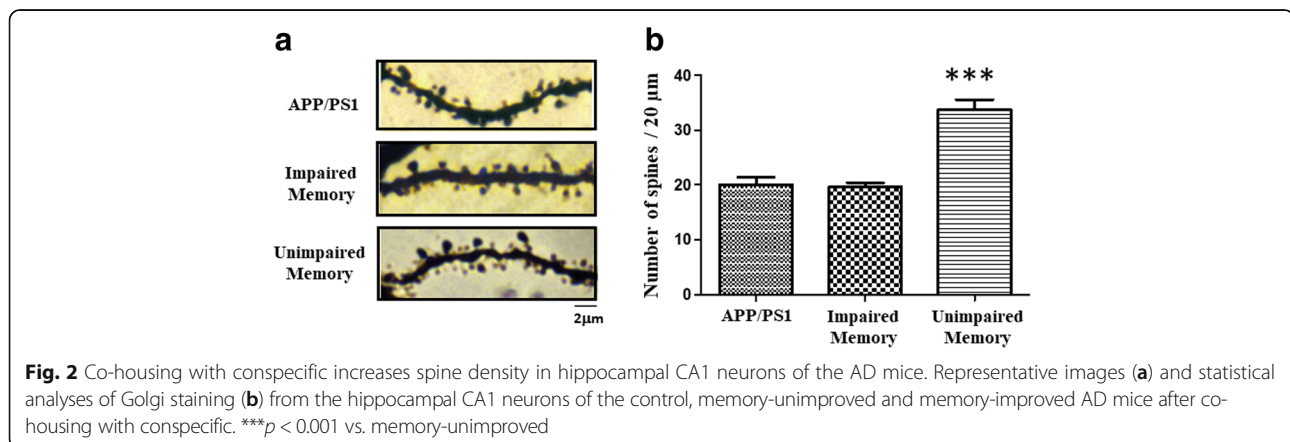 a
APP/PS1
Impaired
Memory
Unimpaired
Memory
2µm
b
Number of spines / 20 µm
40
30
20
10
0
***
APP/PS1
Impaired
Memory
Unimpaired
Memory
Fig. 2 Co-housing with conspecific increases spine density in hippocampal CA1 neurons of the AD mice. Representative images (a) and statistical
analyses of Golgi staining (b) from the hippocampal CA1 neurons of the control, memory-unimproved and memory-improved AD mice after co-
housing with conspecific. ***p < 0.001 vs. memory-unimproved